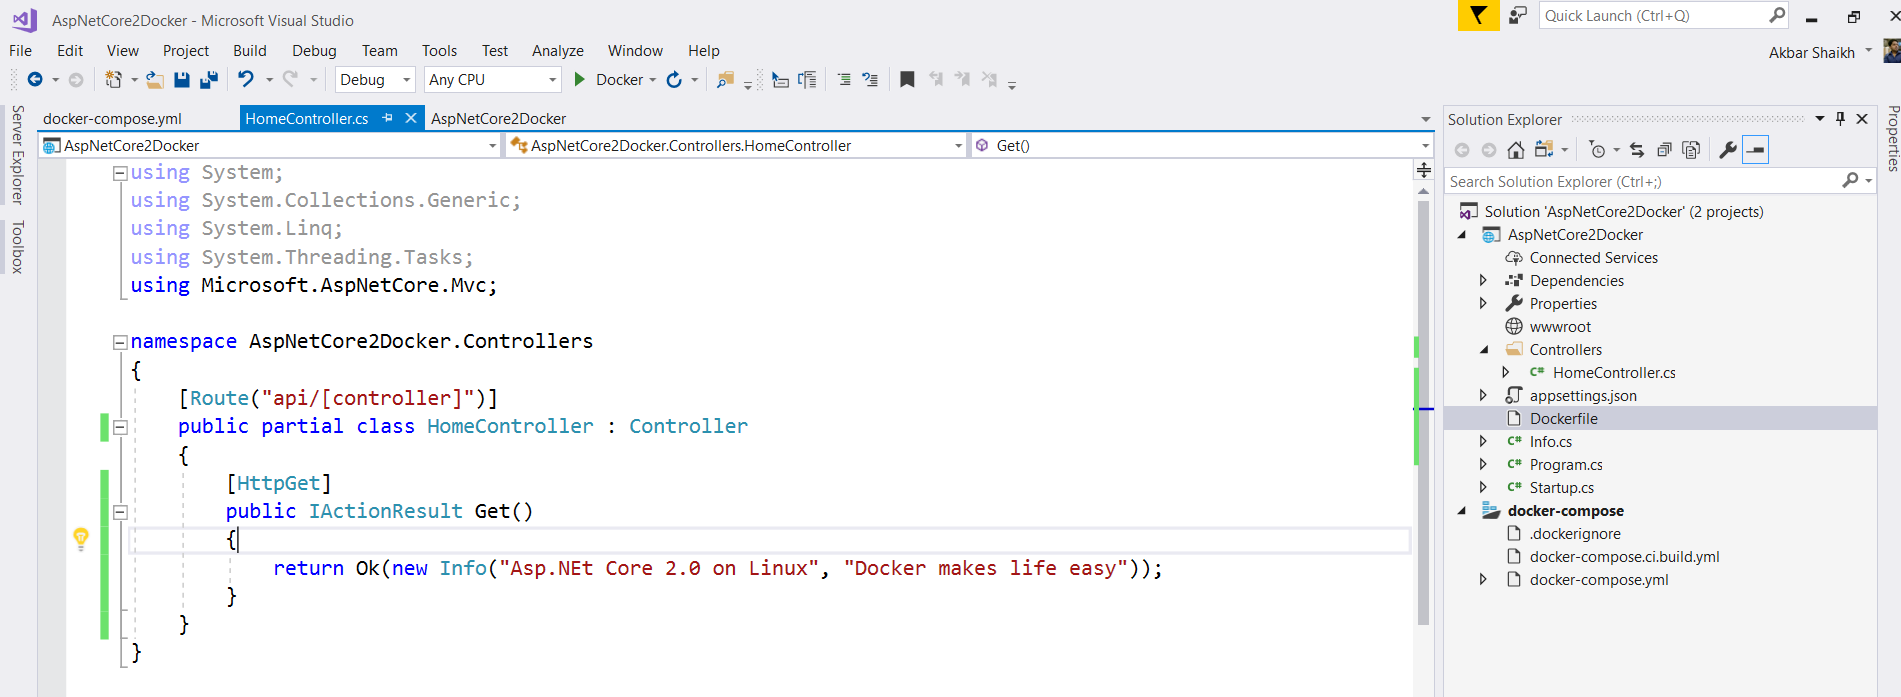 AspNetCore2Docker - Microsoft Visual Studio
Quick Launch (Ctrl+Q)
File Edit View Project Build Debug Team Tools Test Analyze Window Help
Akbar Shaikh
Debug Any CPU Docker
Server Explorer
Toolbox
docker-compose.yml HomeController.cs AspNetCore2Docker
AspNetCore2Docker AspNetCore2Docker.Controllers.HomeController Get()
using System;
using System.Collections.Generic;
using System.Linq;
using System.Threading.Tasks;
using Microsoft.AspNetCore.Mvc;
namespace AspNetCore2Docker.Controllers
{
[Route("api/[controller]")]
public partial class HomeController : Controller
{
[HttpGet]
public IActionResult Get()
{
return Ok(new Info("Asp.NEt Core 2.0 on Linux", "Docker makes life easy"));
}
}
}
Solution Explorer
Search Solution Explorer (Ctrl+;)
Solution 'AspNetCore2Docker' (2 projects)
AspNetCore2Docker
Connected Services
Dependencies
Properties
wwwroot
Controllers
C# HomeController.cs
appsettings.json
Dockerfile
C# Info.cs
C# Program.cs
C# Startup.cs
docker-compose
.dockerignore
docker-compose.ci.build.yml
docker-compose.yml
Properties